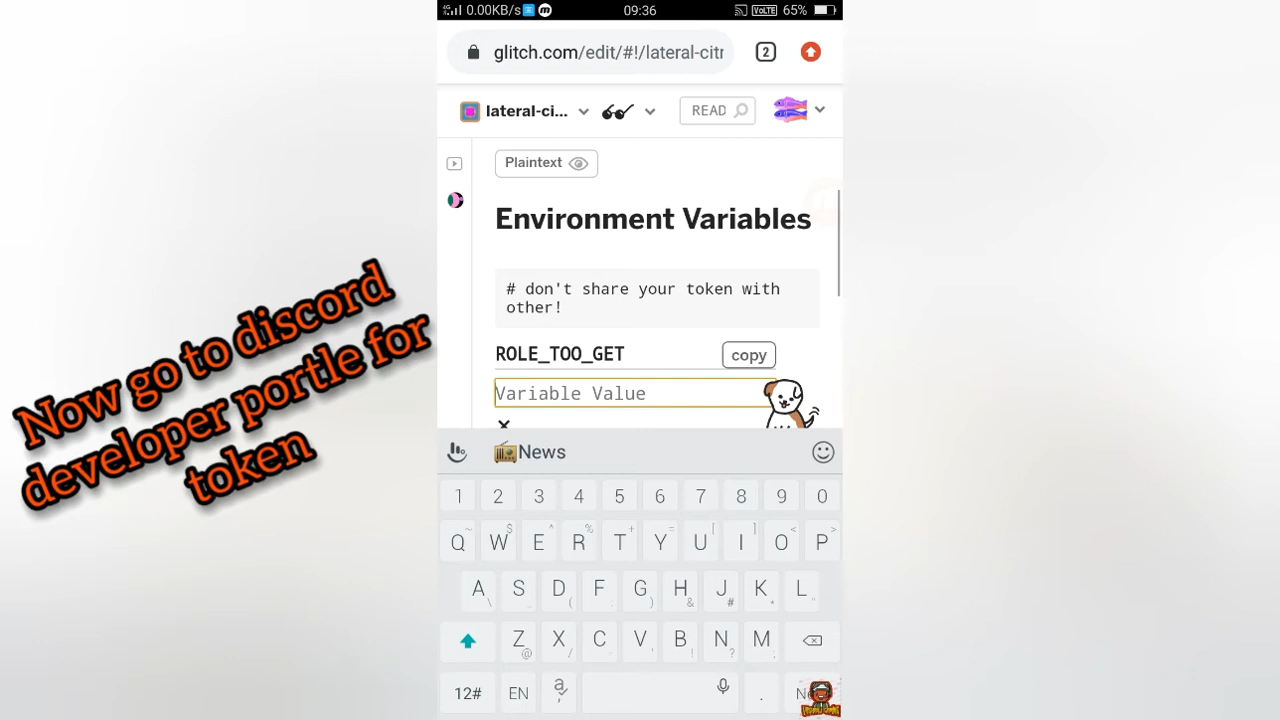 4G 0.00KB/s
09:36
VoLTE 65%
glitch.com/edit/#!/lateral-citr
2
lateral-ci...
READ
Plaintext
Environment Variables
# don't share your token with
other!
ROLE_TOO_GET
copy
Variable Value
×
Now go to discord
developer portle for
token
News
1 2 3 4 5 6 7 8 9 0
Q~ W$ E^ R% T+ Y= U[ I] O< P>
A\ S_ D( F: G) H& J# K* L"
Z@ X/ C V, B! N? M;
12# EN a .